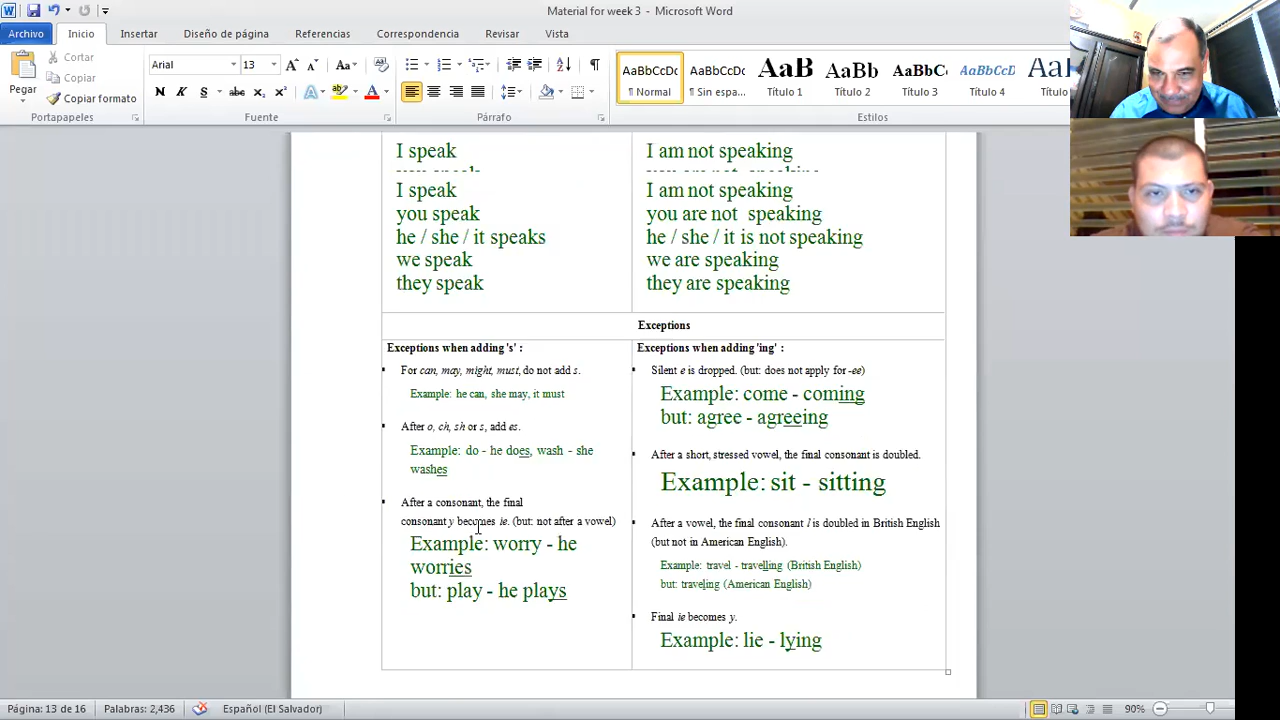 Material for week 3 - Microsoft Word
Archivo Inicio Insertar Diseño de página Referencias Correspondencia Revisar Vista
Pegar
Cortar
Copiar
Copiar formato
Portapapeles
Arial 13
Fuente
Párrafo
AaBbCcDc AaBbCcDc AaB AaBb AaBbC AaBbCcD
¶ Normal ¶ Sin espa... Título 1 Título 2 Título 3 Título 4
Estilos
I speak
I am not speaking
I speak
you speak
he / she / it speaks
we speak
they speak
I am not speaking
you are not speaking
he / she / it is not speaking
we are speaking
they are speaking
Exceptions
Exceptions when adding 's' :
For can, may, might, must, do not add s.
Example: he can, she may, it must
After o, ch, sh or s, add es.
Example: do - he does, wash - she
washes
After a consonant, the final
consonant y becomes ie. (but: not after a vowel)
Example: worry - he
worries
but: play - he plays
Exceptions when adding 'ing' :
Silent e is dropped. (but: does not apply for -ee)
Example: come - coming
but: agree - agreeing
After a short, stressed vowel, the final consonant is doubled.
Example: sit - sitting
After a vowel, the final consonant l is doubled in British English
(but not in American English).
Example: travel - travelling (British English)
but: traveling (American English)
Final ie becomes y.
Example: lie - lying
Página: 13 de 16 Palabras: 2,436 Español (El Salvador) 90%